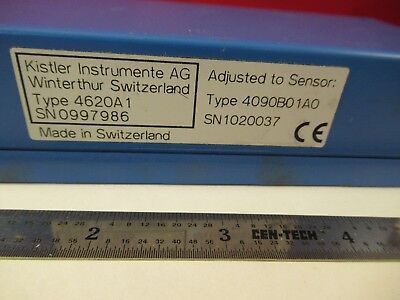 Kistler Instrumente AG
Winterthur Switzerland
Type 4620A1
SN0997986
Made in Switzerland
Adjusted to Sensor:
Type 4090B01A0
SN1020037
CE
2 3 4
CEN-TECH